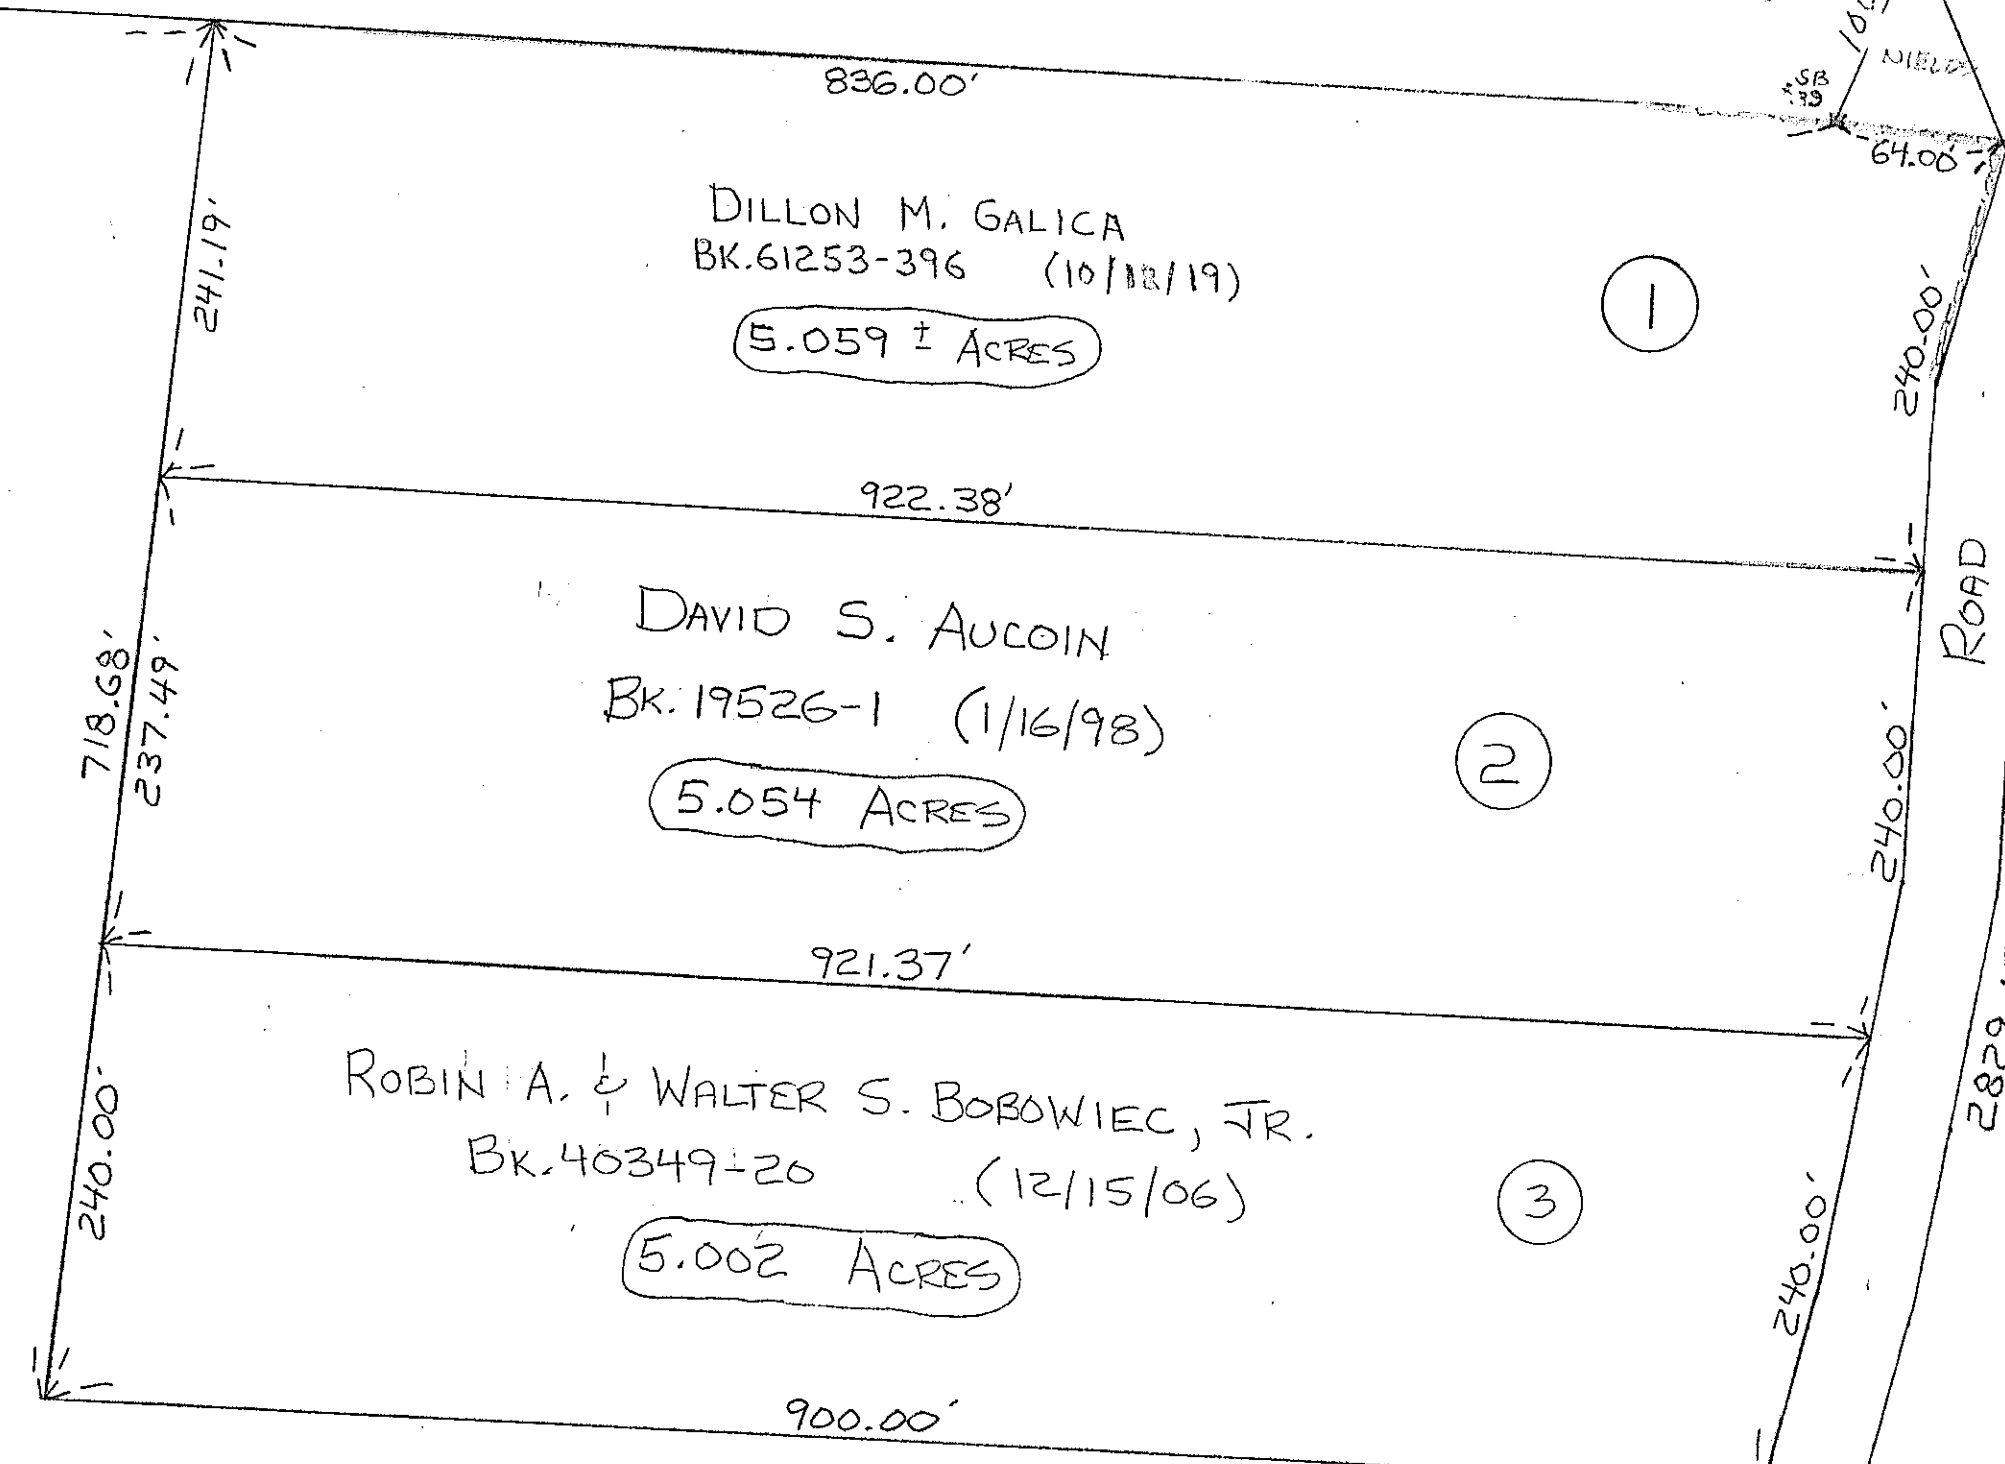 836.00'
NIELDS
SB
64.00'
DILLON M. GALICA
BK.61253-396 (10/18/19)
5.059 ± ACRES
1
241.19'
240.00'
922.38'
ROAD
DAVID S. AUCOIN
BK. 19526-1 (1/16/98)
5.054 ACRES
2
718.68'
237.49'
240.00'
921.37'
ROBIN A. & WALTER S. BOBOWIEC, JR.
BK.40349-20 (12/15/06)
5.002 ACRES
3
240.00'
240.00'
2829
900.00'